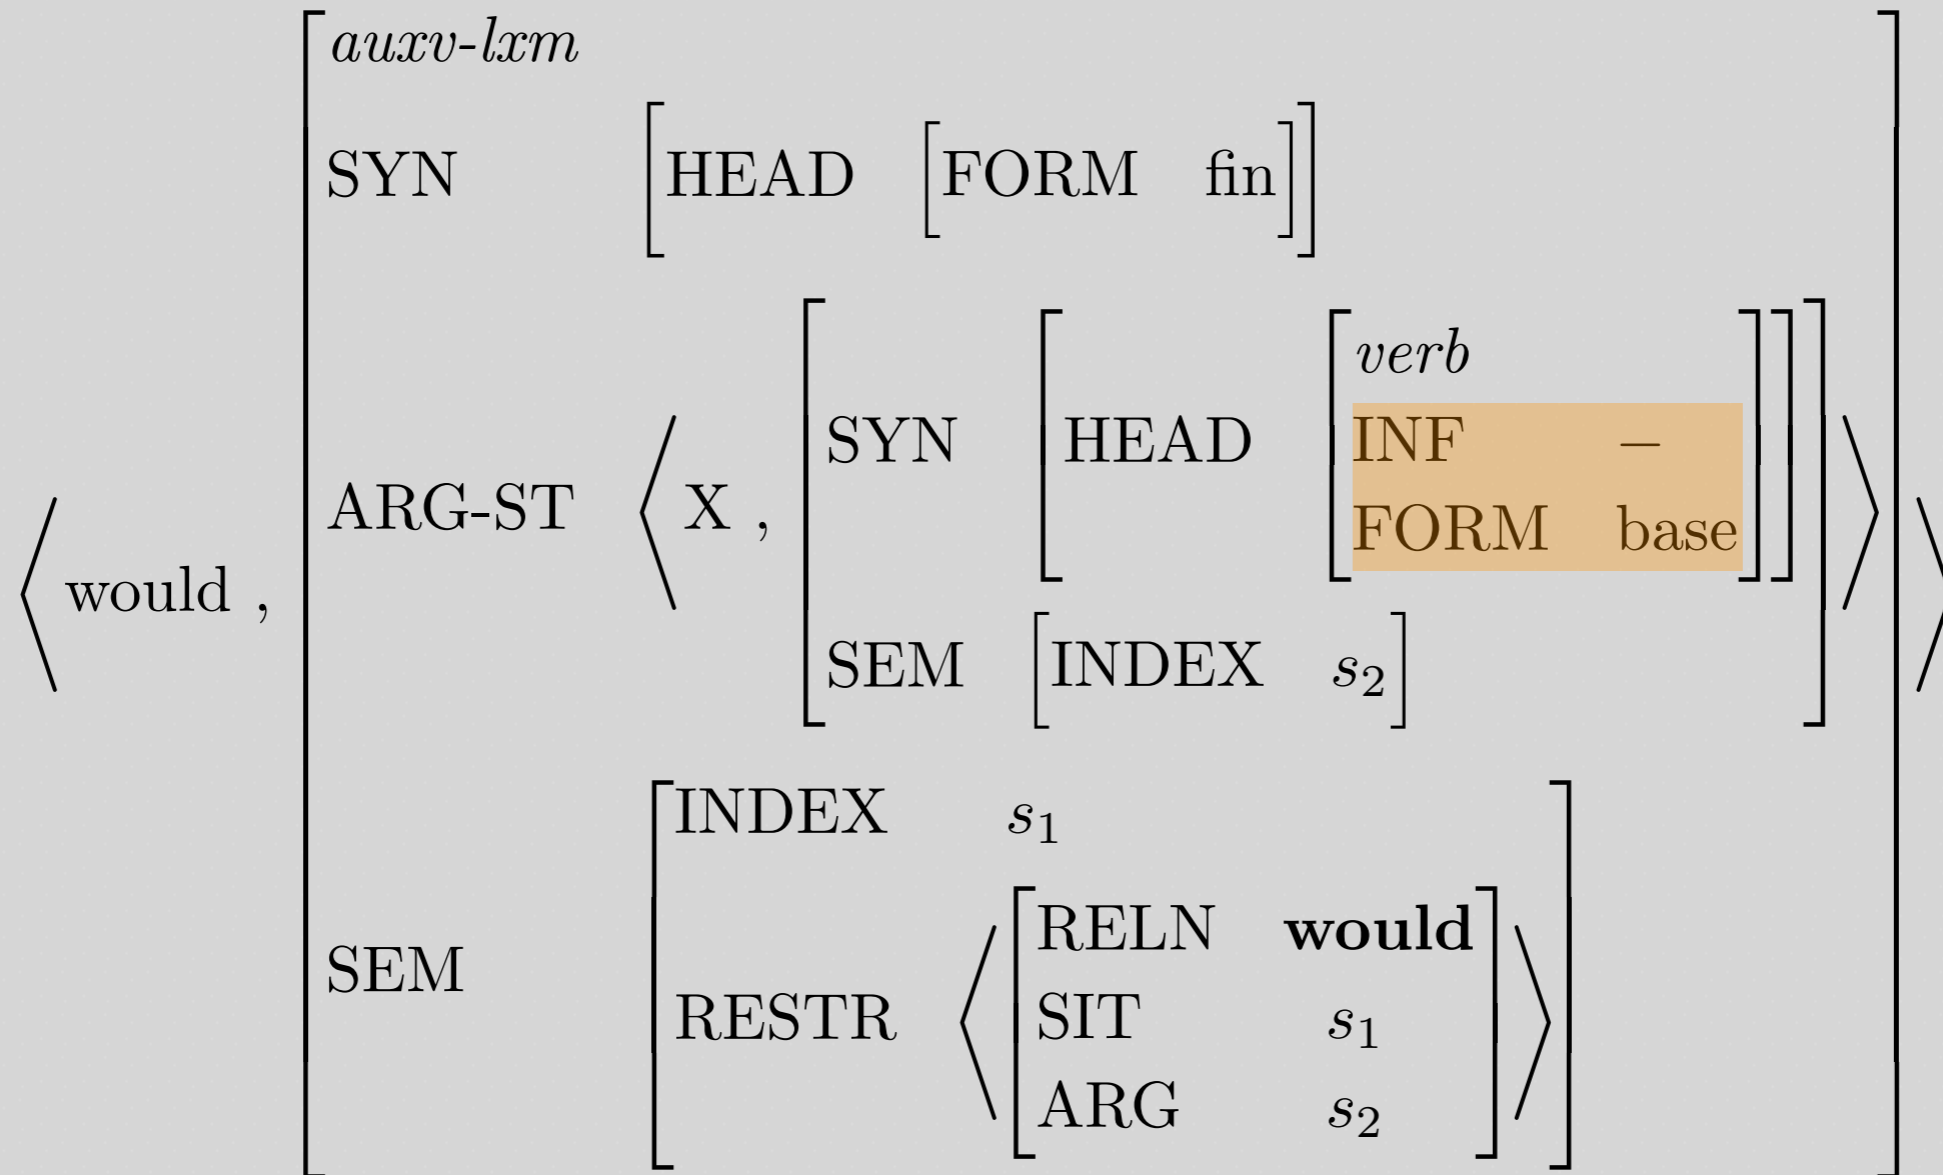 auxv-lxm
SYN [HEAD [FORM fin]]
verb
SYN [HEAD [INF −
ARG-ST ⟨ X , FORM base]]
⟨ would ,
SEM [INDEX s₂] ⟩
INDEX s₁
RELN would
SEM
RESTR ⟨ SIT s₁ ⟩
ARG s₂